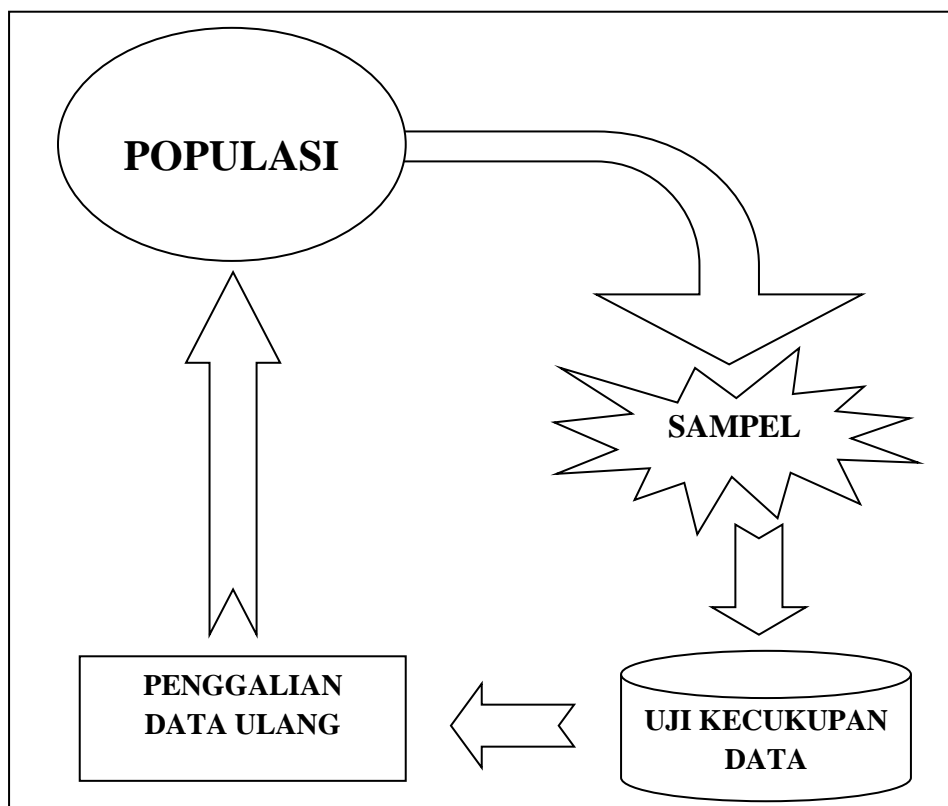 POPULASI
SAMPEL
PENGGALIAN
DATA ULANG
UJI KECUKUPAN
DATA